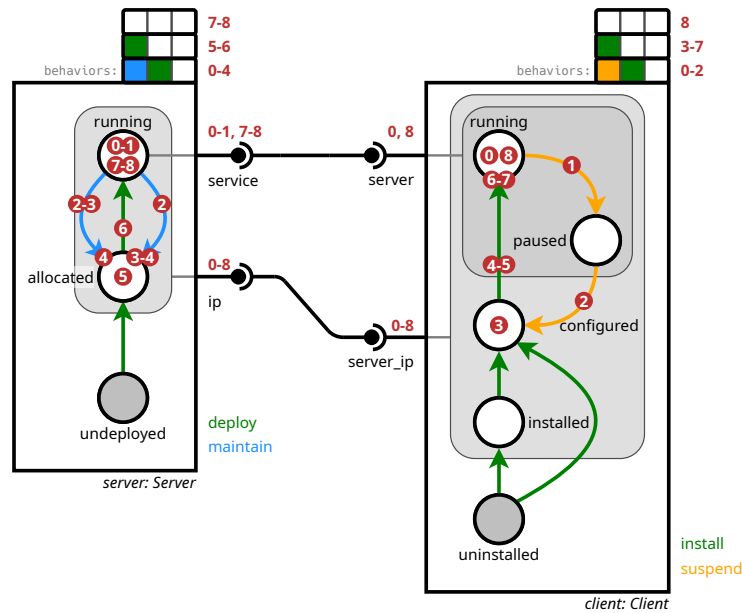 7-8
5-6
behaviors:
0-4
8
3-7
behaviors:
0-2
running
0-1
7-8
0-1, 7-8
service
0, 8
server
running
0
8
6-7
1
2-3
2
6
paused
4
3-4
allocated
5
0-8
ip
4-5
2
0-8
server_ip
3
configured
undeployed
deploy
maintain
installed
server: Server
uninstalled
install
suspend
client: Client